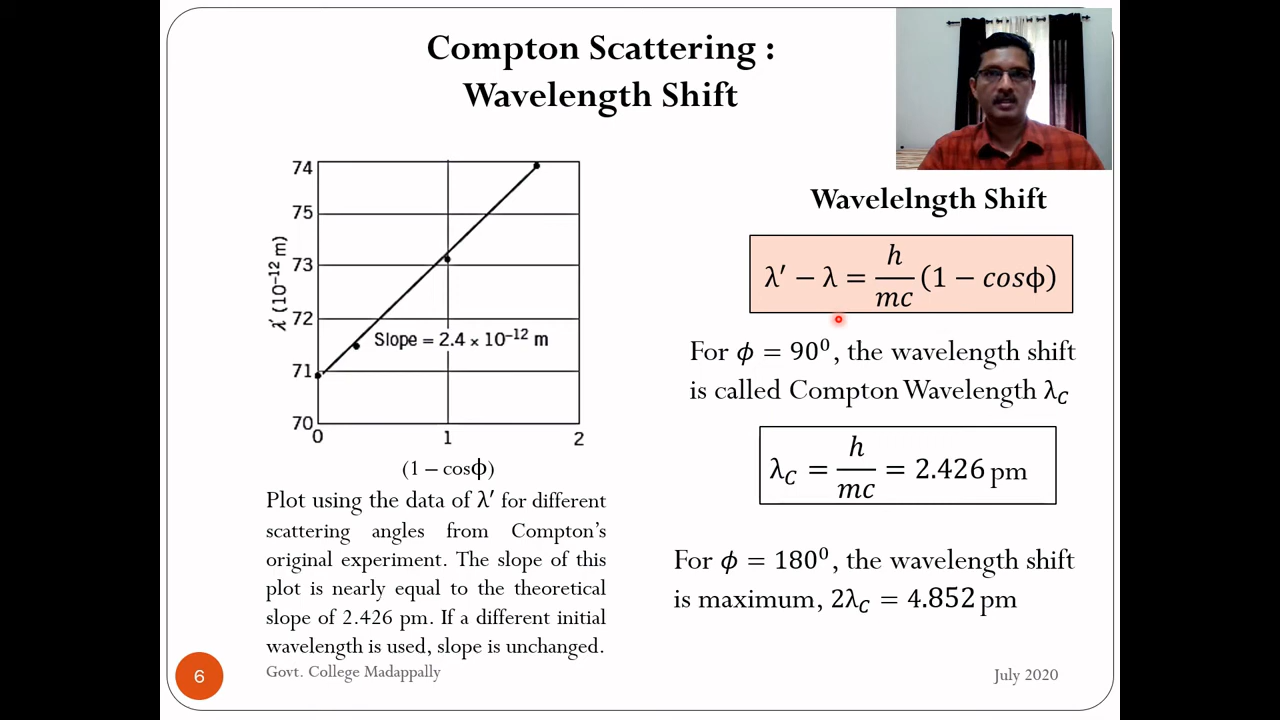 Compton Scattering :
Wavelength Shift
74
75
73
72
71
70
0
1
2
λ′ (10⁻¹² m)
Slope = 2.4 × 10⁻¹² m
(1 – cosϕ)
Plot using the data of λ′ for different
scattering angles from Compton's
original experiment. The slope of this
plot is nearly equal to the theoretical
slope of 2.426 pm. If a different initial
wavelength is used, slope is unchanged.
Wavelelngth Shift
λ′ − λ = h/mc (1 − cosϕ)
For ϕ = 90⁰, the wavelength shift
is called Compton Wavelength λ_C
λ_C = h/mc = 2.426 pm
For ϕ = 180⁰, the wavelength shift
is maximum, 2λ_C = 4.852 pm
6
Govt. College Madappally
July 2020